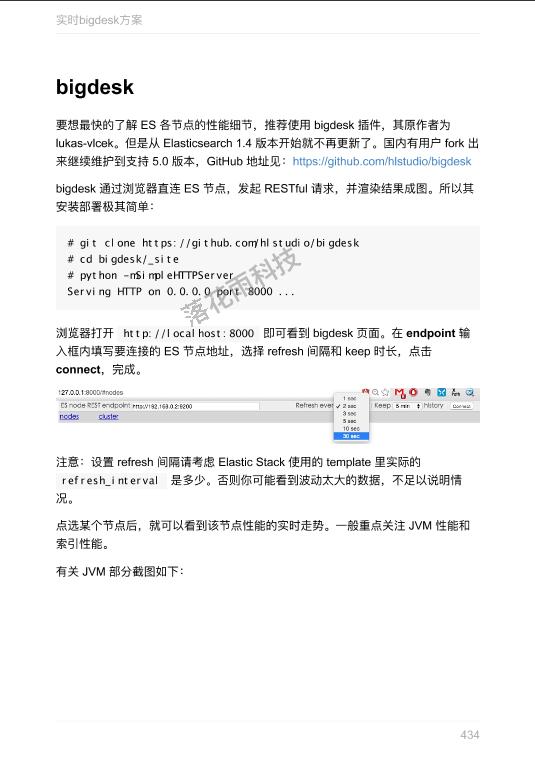 实时bigdesk方案
bigdesk
要想最快的了解 ES 各节点的性能细节，推荐使用 bigdesk 插件，其原作者为
lukas-vlcek。但是从 Elasticsearch 1.4 版本开始就不再更新了。国内有用户 fork 出
来继续维护到支持 5.0 版本，GitHub 地址见：https://github.com/hlstudio/bigdesk
bigdesk 通过浏览器直连 ES 节点，发起 RESTful 请求，并渲染结果成图。所以其
安装部署极其简单：
# git clone https://github.com/hlstudio/bigdesk
# cd bigdesk/_site
# python -mSimpleHTTPServer
Serving HTTP on 0.0.0.0 port 8000 ...
落花雨科技
浏览器打开 http://localhost:8000 即可看到 bigdesk 页面。在 endpoint 输
入框内填写要连接的 ES 节点地址，选择 refresh 间隔和 keep 时长，点击
connect，完成。
127.0.0.1:8000/#nodes
ES node REST endpoint: http://192.168.0.2:9200 Refresh every Keep 5 min history Connect
1 sec
✓ 2 sec
3 sec
5 sec
10 sec
30 sec
nodes cluster
注意：设置 refresh 间隔请考虑 Elastic Stack 使用的 template 里实际的
refresh_interval 是多少。否则你可能看到波动太大的数据，不足以说明情
况。
点选某个节点后，就可以看到该节点性能的实时走势。一般重点关注 JVM 性能和
索引性能。
有关 JVM 部分截图如下：
434